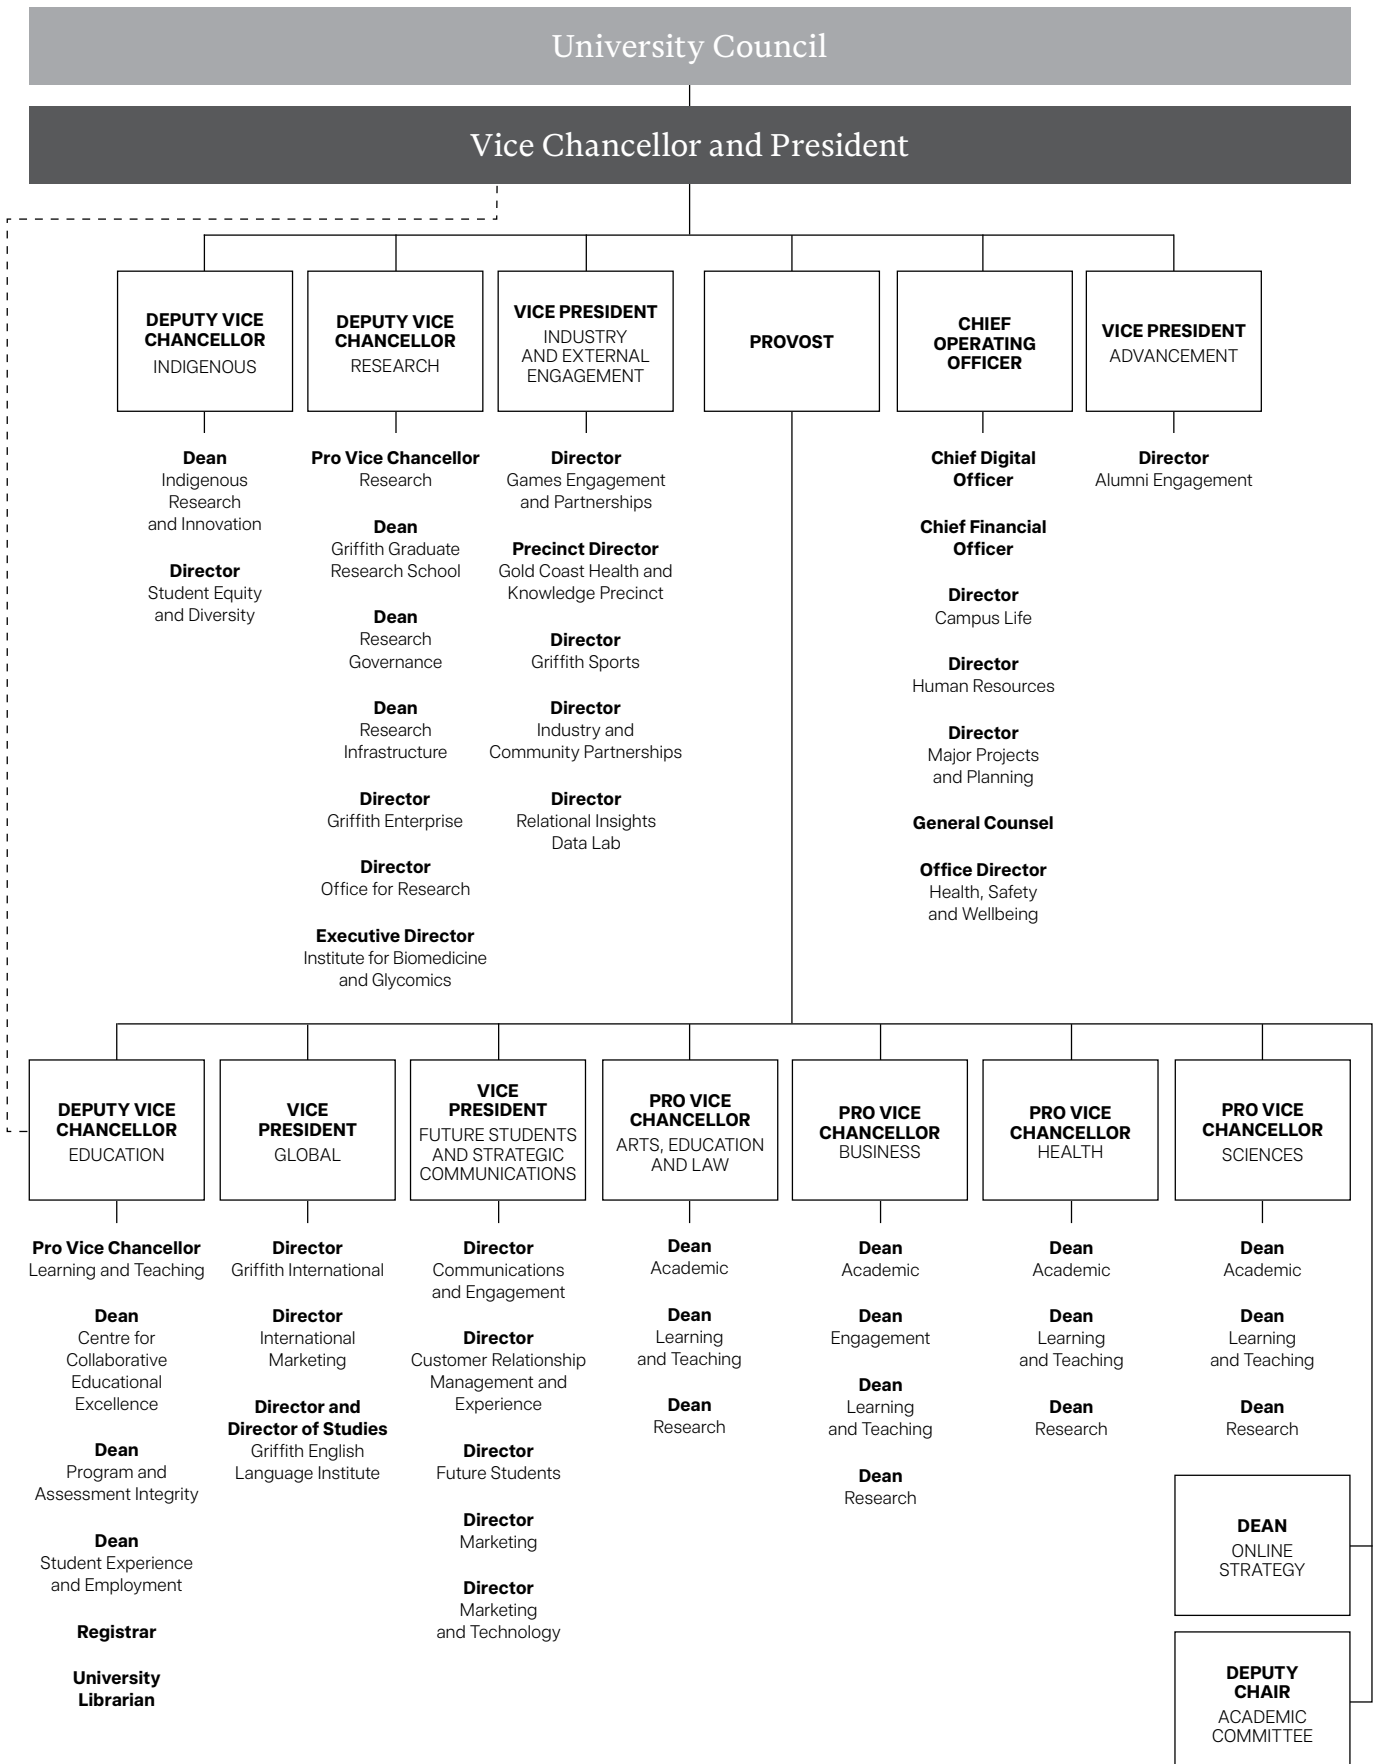 University Council
Vice Chancellor and President
DEPUTY VICE
CHANCELLOR
INDIGENOUS
Dean
Indigenous
Research
and Innovation
Director
Student Equity
and Diversity
DEPUTY VICE
CHANCELLOR
RESEARCH
Pro Vice Chancellor
Research
Dean
Griffith Graduate
Research School
Dean
Research
Governance
Dean
Research
Infrastructure
Director
Griffith Enterprise
Director
Office for Research
Executive Director
Institute for Biomedicine
and Glycomics
VICE PRESIDENT
INDUSTRY
AND EXTERNAL
ENGAGEMENT
Director
Games Engagement
and Partnerships
Precinct Director
Gold Coast Health and
Knowledge Precinct
Director
Griffith Sports
Director
Industry and
Community Partnerships
Director
Relational Insights
Data Lab
PROVOST
CHIEF
OPERATING
OFFICER
Chief Digital
Officer
Chief Financial
Officer
Director
Campus Life
Director
Human Resources
Director
Major Projects
and Planning
General Counsel
Office Director
Health, Safety
and Wellbeing
VICE PRESIDENT
ADVANCEMENT
Director
Alumni Engagement
DEPUTY VICE
CHANCELLOR
EDUCATION
Pro Vice Chancellor
Learning and Teaching
Dean
Centre for
Collaborative
Educational
Excellence
Dean
Program and
Assessment Integrity
Dean
Student Experience
and Employment
Registrar
University
Librarian
VICE
PRESIDENT
GLOBAL
Director
Griffith International
Director
International
Marketing
Director and
Director of Studies
Griffith English
Language Institute
VICE
PRESIDENT
FUTURE STUDENTS
AND STRATEGIC
COMMUNICATIONS
Director
Communications
and Engagement
Director
Customer Relationship
Management and
Experience
Director
Future Students
Director
Marketing
Director
Marketing
and Technology
PRO VICE
CHANCELLOR
ARTS, EDUCATION
AND LAW
Dean
Academic
Dean
Learning
and Teaching
Dean
Research
PRO VICE
CHANCELLOR
BUSINESS
Dean
Academic
Dean
Engagement
Dean
Learning
and Teaching
Dean
Research
PRO VICE
CHANCELLOR
HEALTH
Dean
Academic
Dean
Learning
and Teaching
Dean
Research
PRO VICE
CHANCELLOR
SCIENCES
Dean
Academic
Dean
Learning
and Teaching
Dean
Research
DEAN
ONLINE
STRATEGY
DEPUTY
CHAIR
ACADEMIC
COMMITTEE